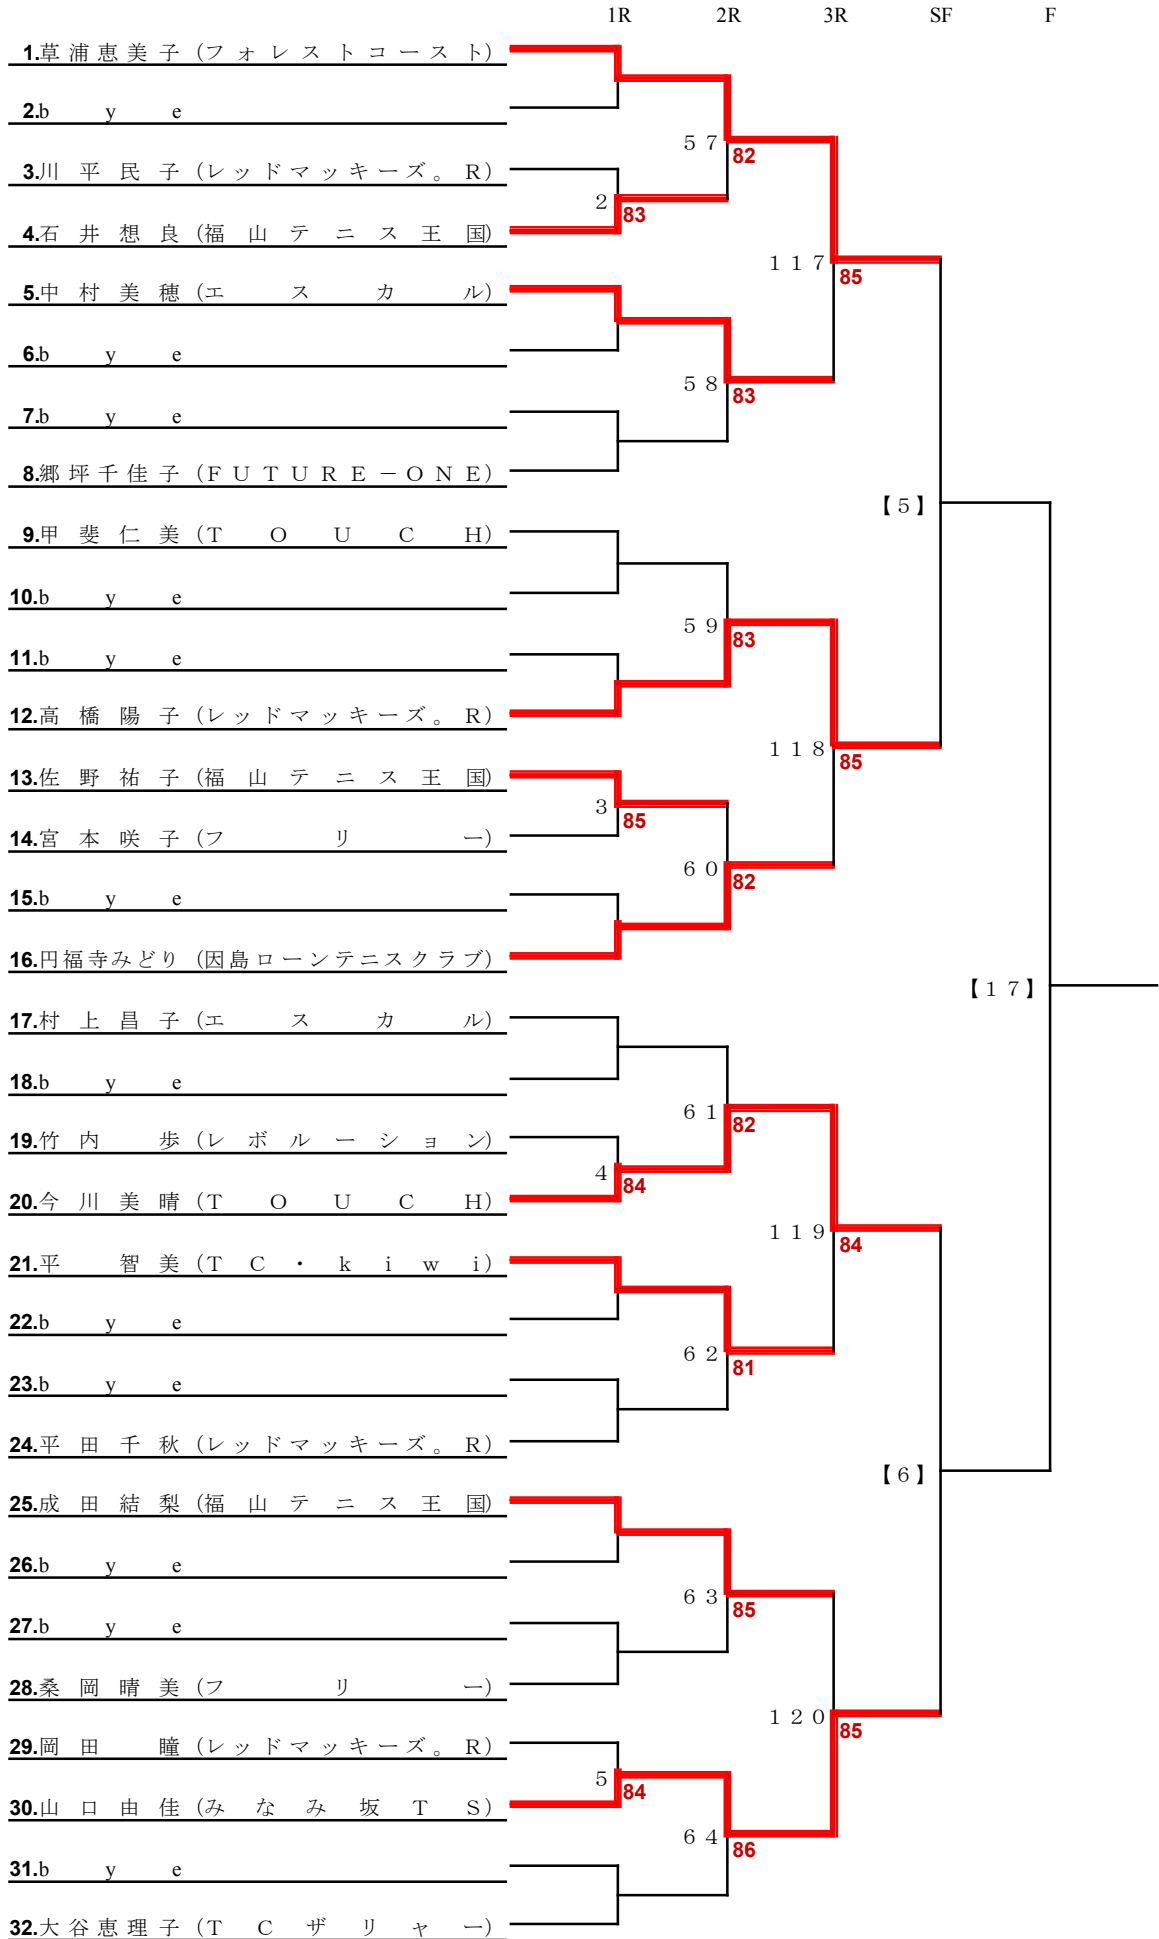 1R 2R 3R SF F
1.草浦恵美子(フォレストコースト)
2.bye
57
82
3.川平民子(レッドマッキーズ。R)
2
83
4.石井想良(福山テニス王国)
117
85
5.中村美穂(エスカル)
6.bye
58
83
7.bye
8.郷坪千佳子(FUTURE－ONE)
【5】
9.甲斐仁美(TOUCH)
10.bye
59
83
11.bye
12.高橋陽子(レッドマッキーズ。R)
118
85
13.佐野祐子(福山テニス王国)
3
85
14.宮本咲子(フリー)
60
82
15.bye
16.円福寺みどり(因島ローンテニスクラブ)
【17】
17.村上昌子(エスカル)
18.bye
61
82
19.竹内歩(レボルーション)
4
84
20.今川美晴(TOUCH)
119
84
21.平智美(TC・kiwi)
22.bye
62
81
23.bye
24.平田千秋(レッドマッキーズ。R)
【6】
25.成田結梨(福山テニス王国)
26.bye
63
85
27.bye
28.桑岡晴美(フリー)
120
85
29.岡田瞳(レッドマッキーズ。R)
5
84
30.山口由佳(みなみ坂TS)
64
86
31.bye
32.大谷恵理子(TCザリャー)